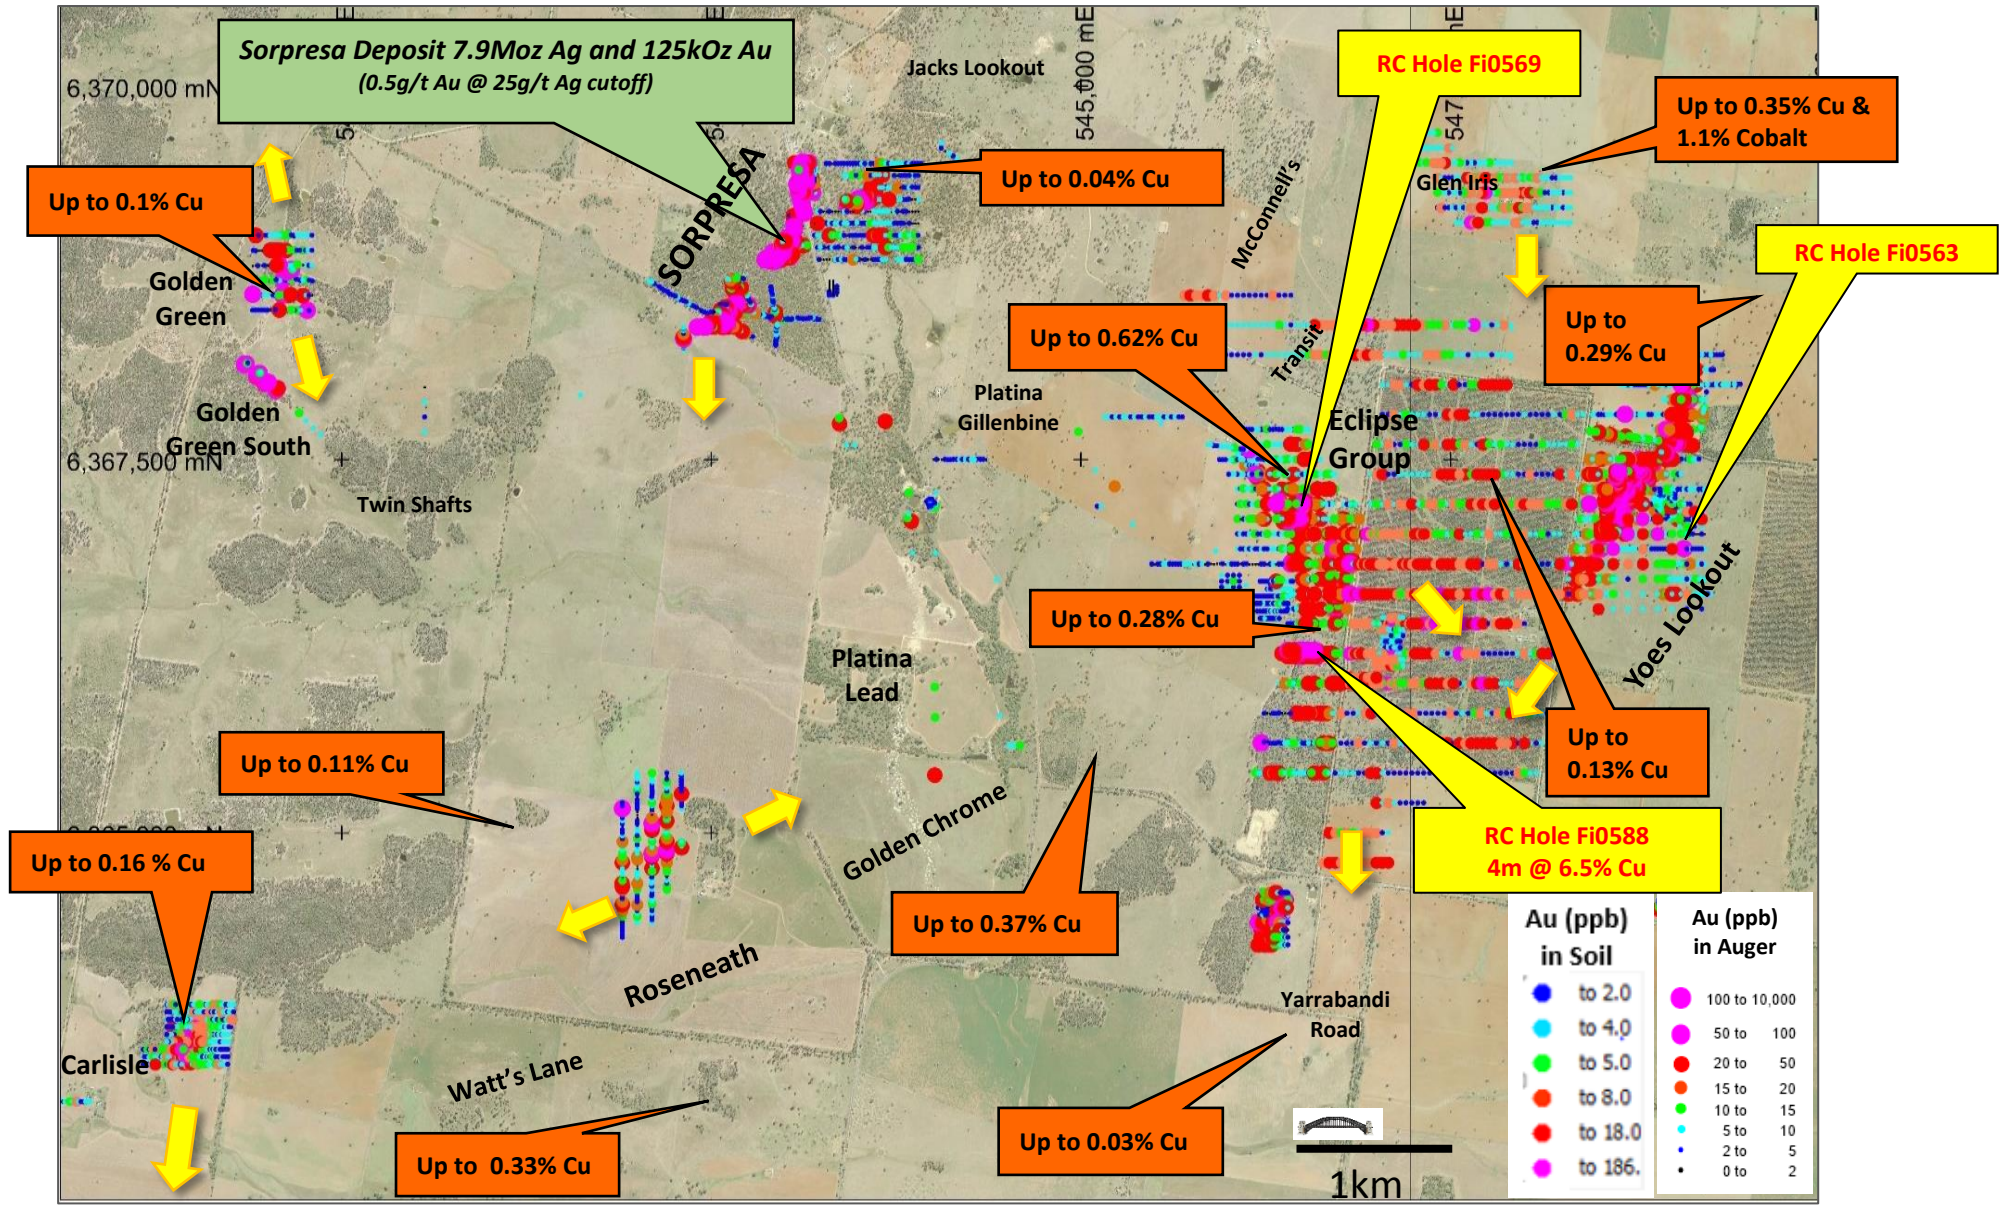 Sorpresa Deposit 7.9Moz Ag and 125kOz Au
(0.5g/t Au @ 25g/t Ag cutoff)
Jacks Lookout
545,000 mE
RC Hole Fi0569
6,370,000 mN
Up to 0.35% Cu &
1.1% Cobalt
Up to 0.1% Cu
SORPRESA
Up to 0.04% Cu
McConnell's
Glen Iris
RC Hole Fi0563
Golden
Green
Up to 0.62% Cu
Transit
Up to
0.29% Cu
Golden
Green South
Platina
Gillenbine
Eclipse
Group
6,367,500 mN
Twin Shafts
Up to 0.28% Cu
Yoes Lookout
Platina
Lead
Up to
0.13% Cu
Up to 0.11% Cu
Golden Chrome
RC Hole Fi0588
4m @ 6.5% Cu
Up to 0.16 % Cu
Up to 0.37% Cu
Roseneath
Yarrabandi
Road
Carlisle
Watt's Lane
Up to 0.33% Cu
Up to 0.03% Cu
1km
Au (ppb)
in Soil
to 2.0
to 4.0
to 5.0
to 8.0
to 18.0
to 186.
Au (ppb)
in Auger
100 to 10,000
50 to 100
20 to 50
15 to 20
10 to 15
5 to 10
2 to 5
0 to 2